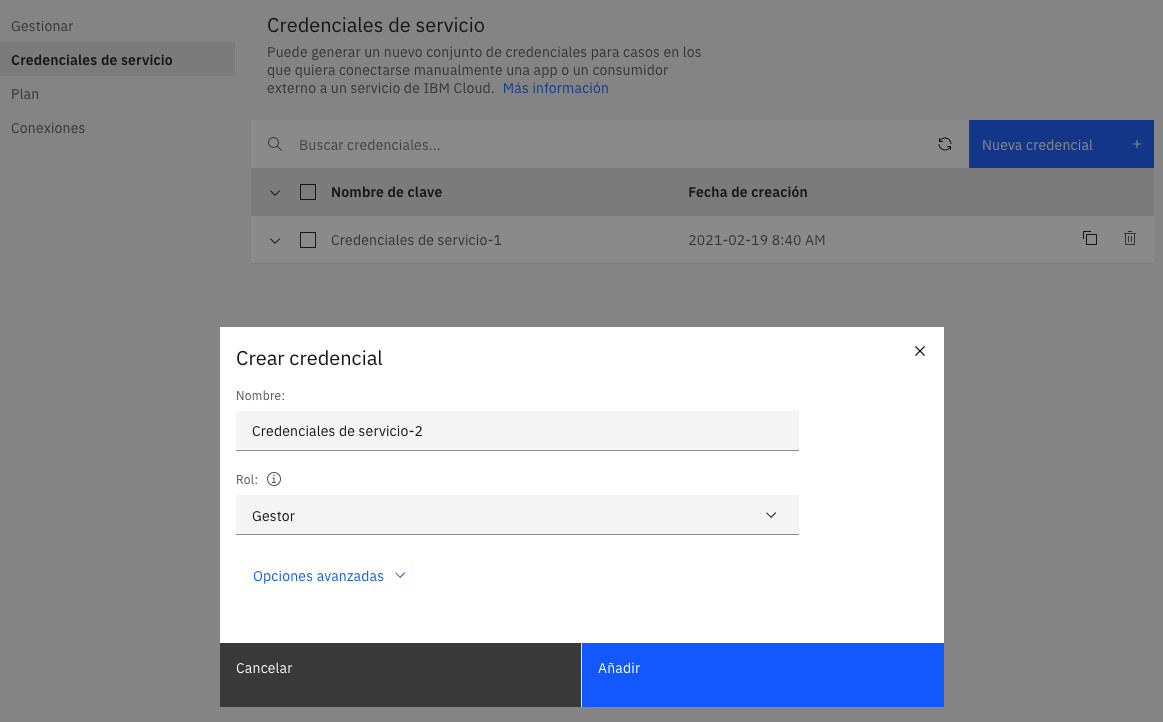 Gestionar
Credenciales de servicio
Plan
Conexiones
Credenciales de servicio
Puede generar un nuevo conjunto de credenciales para casos en los
que quiera conectarse manualmente una app o un consumidor
externo a un servicio de IBM Cloud. Más información
Buscar credenciales...
Nueva credencial +
Nombre de clave Fecha de creación
Credenciales de servicio-1 2021-02-19 8:40 AM
Crear credencial
Nombre:
Credenciales de servicio-2
Rol:
Gestor
Opciones avanzadas
Cancelar Añadir